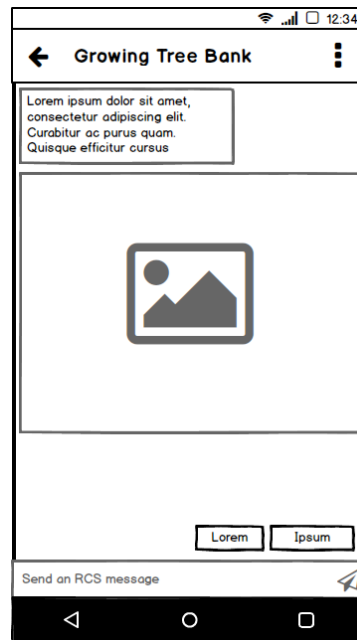 12:34
Growing Tree Bank
Lorem ipsum dolor sit amet,
consectetur adipiscing elit.
Curabitur ac purus quam.
Quisque efficitur cursus
Lorem Ipsum
Send an RCS message